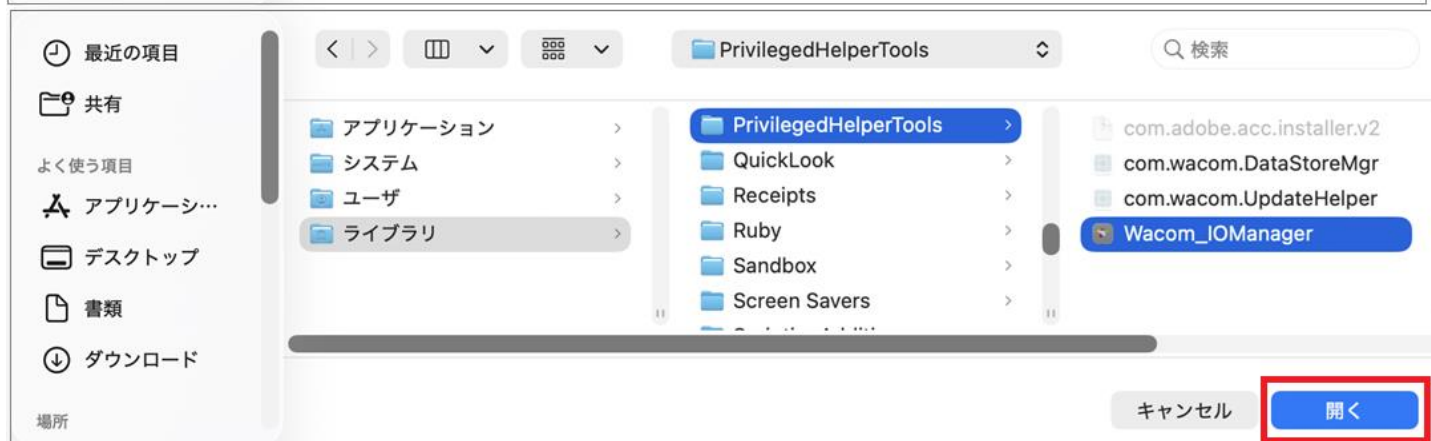 最近の項目
共有
よく使う項目
アプリケーシ…
デスクトップ
書類
ダウンロード
場所
PrivilegedHelperTools
検索
アプリケーション
システム
ユーザ
ライブラリ
PrivilegedHelperTools
QuickLook
Receipts
Ruby
Sandbox
Screen Savers
com.adobe.acc.installer.v2
com.wacom.DataStoreMgr
com.wacom.UpdateHelper
Wacom_IOManager
キャンセル
開く